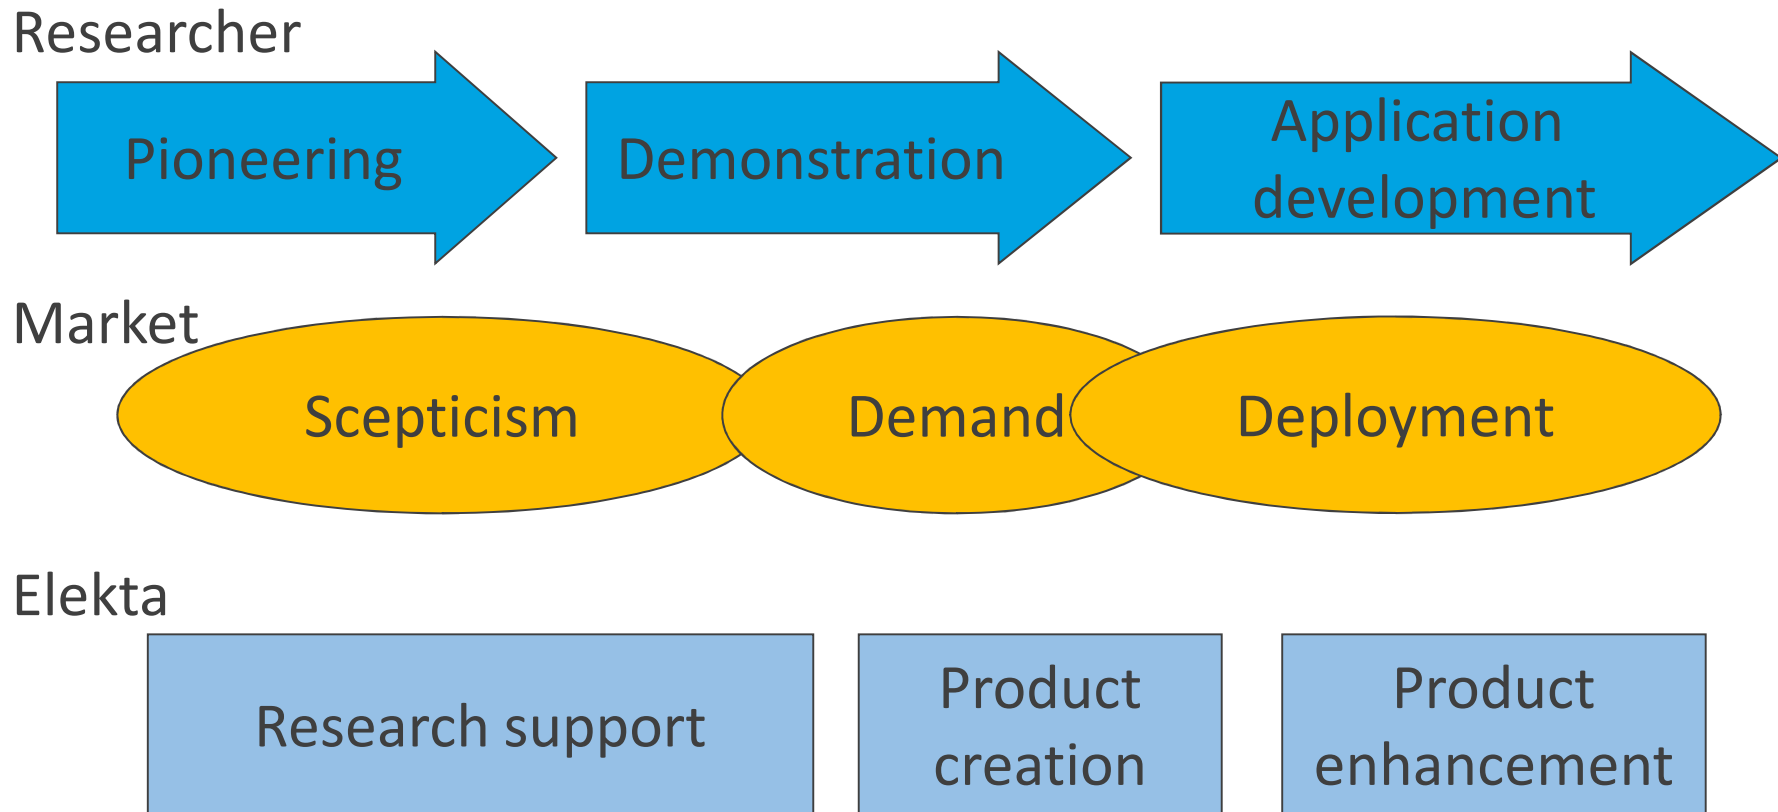 Researcher
Pioneering
Demonstration
Application
development
Market
Scepticism
Demand
Deployment
Elekta
Research support
Product
creation
Product
enhancement